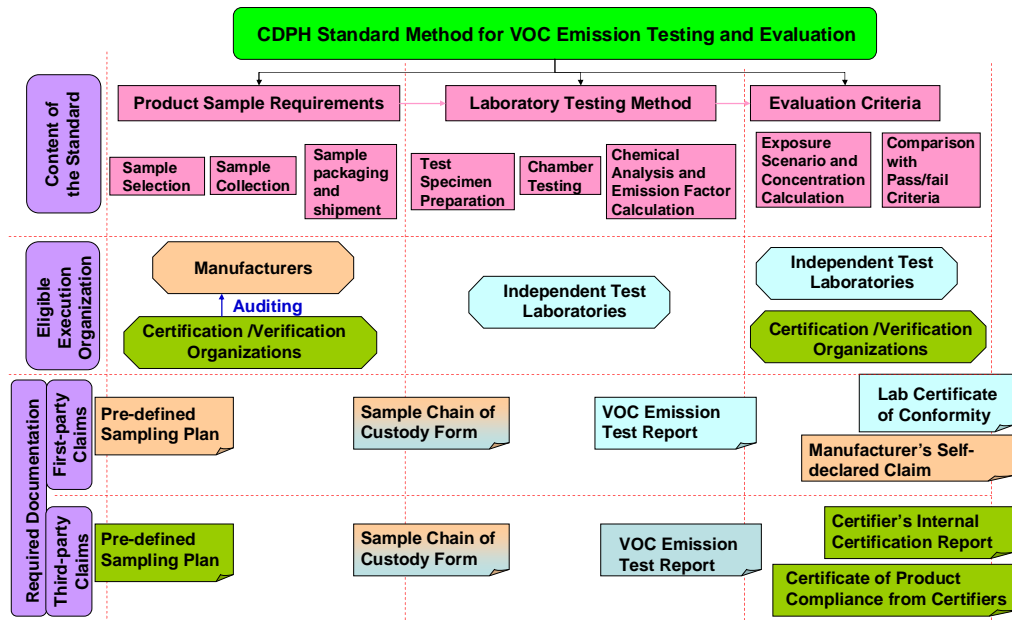 CDPH Standard Method for VOC Emission Testing and Evaluation
Content of
the Standard
Product Sample Requirements
Laboratory Testing Method
Evaluation Criteria
Sample
Selection
Sample
Collection
Sample
packaging
and
shipment
Test
Specimen
Preparation
Chamber
Testing
Chemical
Analysis and
Emission Factor
Calculation
Exposure
Scenario and
Concentration
Calculation
Comparison
with
Pass/fail
Criteria
Eligible
Execution
Organization
Manufacturers
Auditing
Certification /Verification
Organizations
Independent Test
Laboratories
Independent Test
Laboratories
Certification /Verification
Organizations
Required Documentation
First-party
Claims
Pre-defined
Sampling Plan
Sample Chain of
Custody Form
VOC Emission
Test Report
Lab Certificate
of Conformity
Manufacturer's Self-
declared Claim
Third-party
Claims
Pre-defined
Sampling Plan
Sample Chain of
Custody Form
VOC Emission
Test Report
Certifier's Internal
Certification Report
Certificate of Product
Compliance from Certifiers